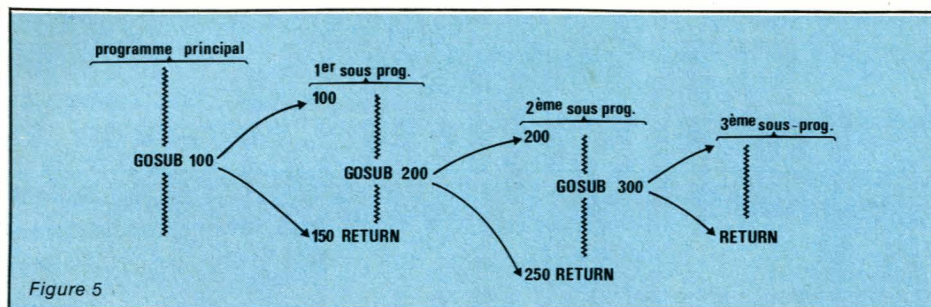 programme principal
1er sous prog.
100
GOSUB 100
GOSUB 200
150 RETURN
2ème sous prog.
200
GOSUB 300
250 RETURN
3ème sous-prog.
RETURN
Figure 5